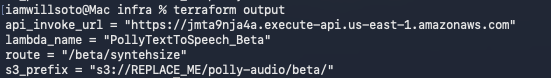 iamwillsoto@Mac infra % terraform output
api_invoke_url = "https://jmta9nja4a.execute-api.us-east-1.amazonaws.com"
lambda_name = "PollyTextToSpeech_Beta"
route = "/beta/syntehsize"
s3_prefix = "s3://REPLACE_ME/polly-audio/beta/"